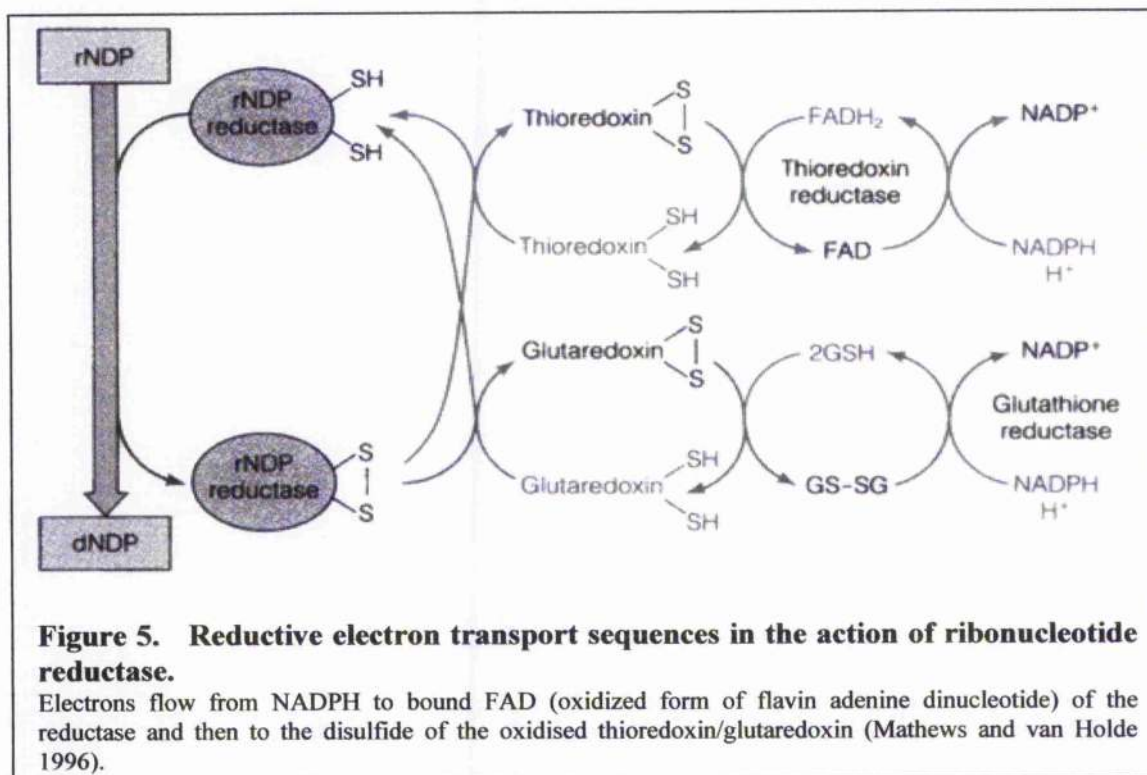 rNDP
rNDP
reductase
SH
SH
Thioredoxin
S
S
FADH₂
NADP⁺
Thioredoxin
reductase
Thioredoxin
SH
SH
FAD
NADPH
H⁺
Glutaredoxin
S
S
2GSH
NADP⁺
Glutathione
reductase
rNDP
reductase
S
S
Glutaredoxin
SH
SH
GS-SG
NADPH
H⁺
dNDP
Figure 5. Reductive electron transport sequences in the action of ribonucleotide
reductase.
Electrons flow from NADPH to bound FAD (oxidized form of flavin adenine dinucleotide) of the
reductase and then to the disulfide of the oxidised thioredoxin/glutaredoxin (Mathews and van Holde
1996).